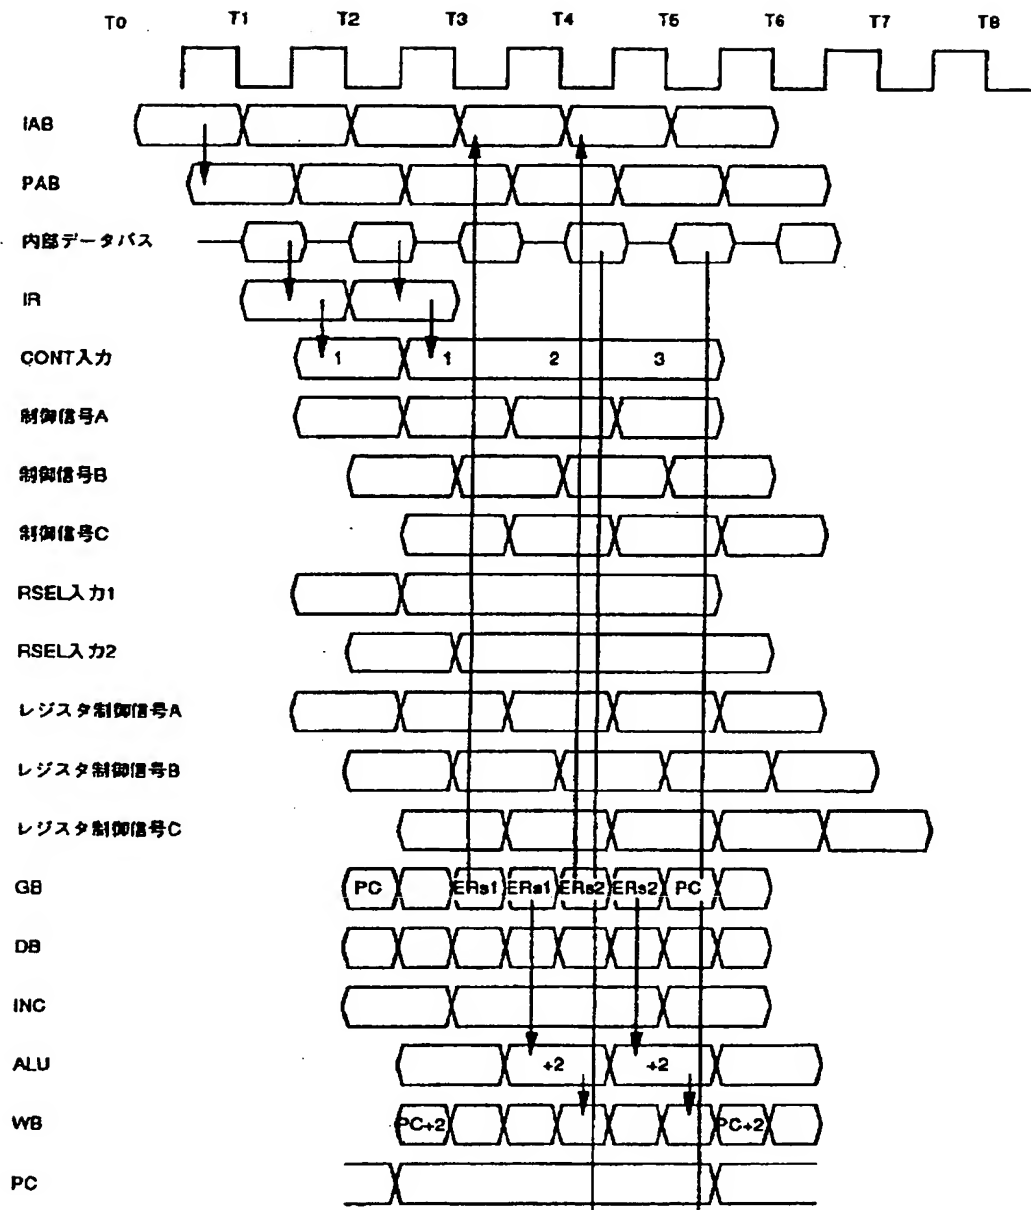 T0 T1 T2 T3 T4 T5 T6 T7 T8
IAB
PAB
内部データバス
IR
CONT入力 1 1 2 3
制御信号A
制御信号B
制御信号C
RSEL入力1
RSEL入力2
レジスタ制御信号A
レジスタ制御信号B
レジスタ制御信号C
GB PC ERs1 ERs1 ERs2 ERs2 PC
DB
INC
ALU +2 +2
WB PC+2 PC+2
PC